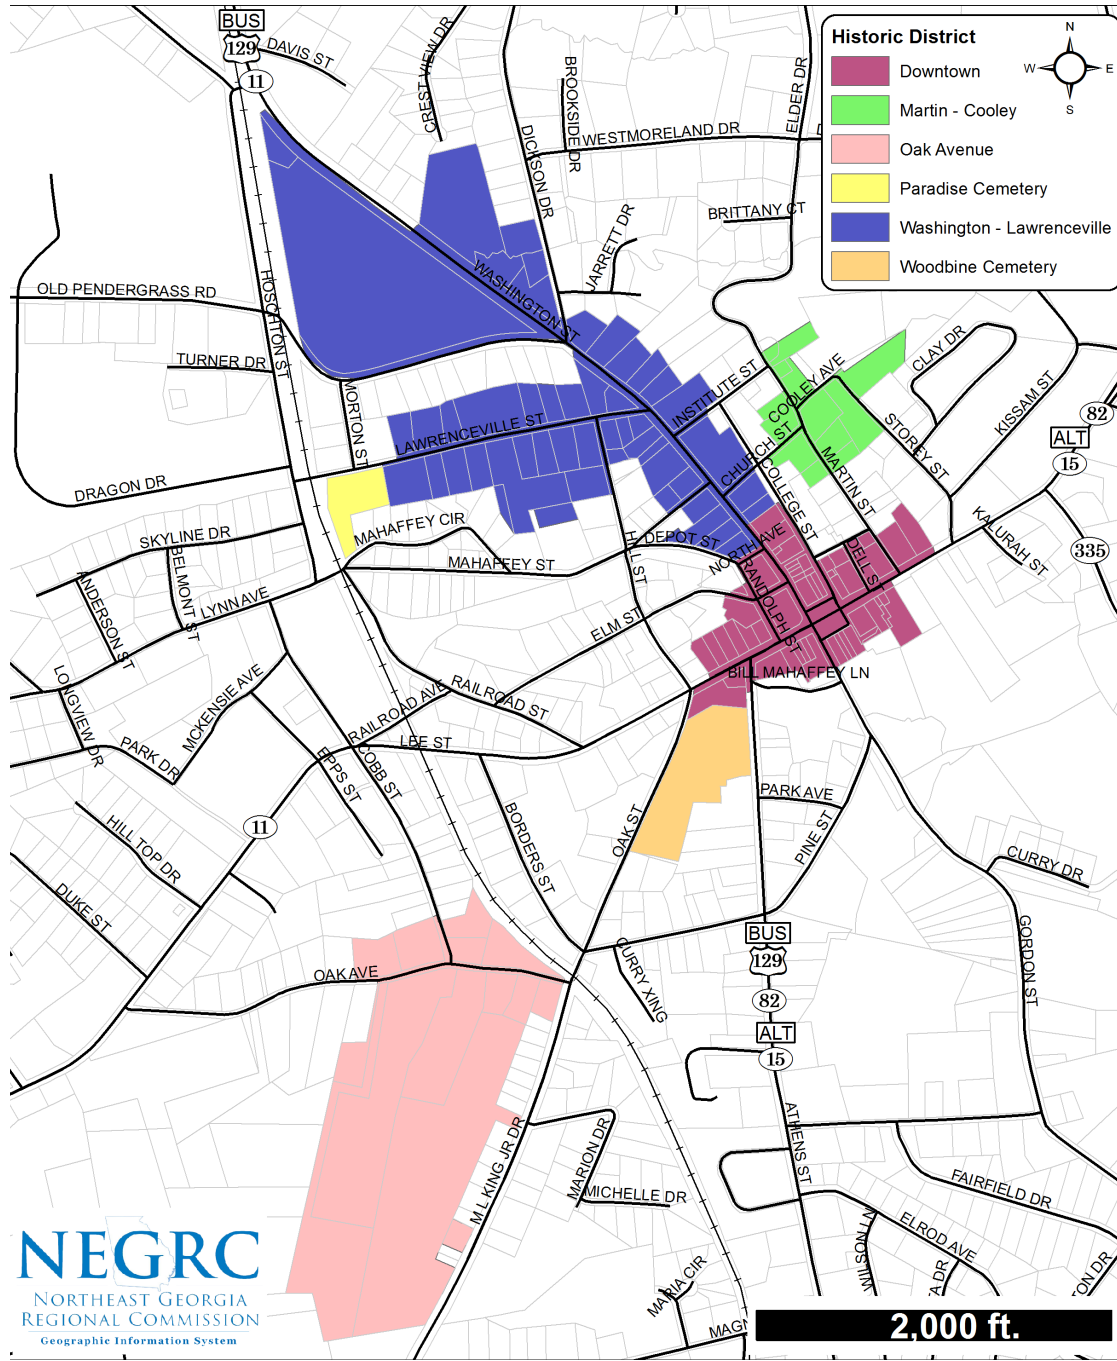 BUS
129
11
DAVIS ST
CREST VIEW DR
BROOKSIDE DR
DICKSON DR
WESTMORELAND DR
ELDER DR
Historic District
Downtown
Martin - Cooley
Oak Avenue
Paradise Cemetery
Washington - Lawrenceville
Woodbine Cemetery
N
W
E
S
BRITTANY CT
JARRETT DR
WASHINGTON ST
OLD PENDERGRASS RD
HOSCHTON ST
TURNER DR
MORTON ST
LAWRENCEVILLE ST
INSTITUTE ST
COOLEY AVE
CLAY DR
KISSAM ST
STOREY ST
CHURCH ST
COLLEGE ST
MARTIN ST
82
ALT
15
335
KALURAH ST
DRAGON DR
SKYLINE DR
BELMONT ST
ANDERSON ST
LYNN AVE
MAHAFFEY CIR
MAHAFFEY ST
HILL ST
DEPOT ST
NORTH AVE
RANDOLPH ST
DELL ST
ELM ST
BILL MAHAFFEY LN
LONGVIEW DR
PARK DR
MCKENSIE AVE
RAILROAD AVE
RAILROAD ST
LEE ST
EPPS ST
COBB ST
11
HILL TOP DR
DUKE ST
BORDERS ST
OAK ST
PARK AVE
PINE ST
CURRY DR
GORDON ST
OAK AVE
CURRY XING
BUS
129
82
ALT
15
M L KING JR DR
MARION DR
MICHELLE DR
ATHENS ST
FAIRFIELD DR
ELROD AVE
WILSON LN
A DR
TON DR
MARIA CIR
MAGN
NEGRC
NORTHEAST GEORGIA
REGIONAL COMMISSION
Geographic Information System
2,000 ft.